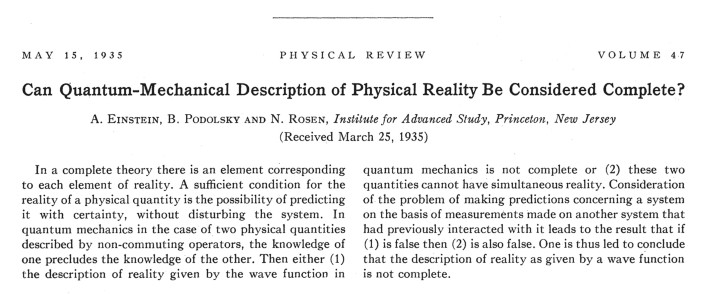 MAY 15, 1935 PHYSICAL REVIEW VOLUME 47
Can Quantum-Mechanical Description of Physical Reality Be Considered Complete?
A. EINSTEIN, B. PODOLSKY AND N. ROSEN, Institute for Advanced Study, Princeton, New Jersey
(Received March 25, 1935)
In a complete theory there is an element corresponding
to each element of reality. A sufficient condition for the
reality of a physical quantity is the possibility of predicting
it with certainty, without disturbing the system. In
quantum mechanics in the case of two physical quantities
described by non-commuting operators, the knowledge of
one precludes the knowledge of the other. Then either (1)
the description of reality given by the wave function in
quantum mechanics is not complete or (2) these two
quantities cannot have simultaneous reality. Consideration
of the problem of making predictions concerning a system
on the basis of measurements made on another system that
had previously interacted with it leads to the result that if
(1) is false then (2) is also false. One is thus led to conclude
that the description of reality as given by a wave function
is not complete.